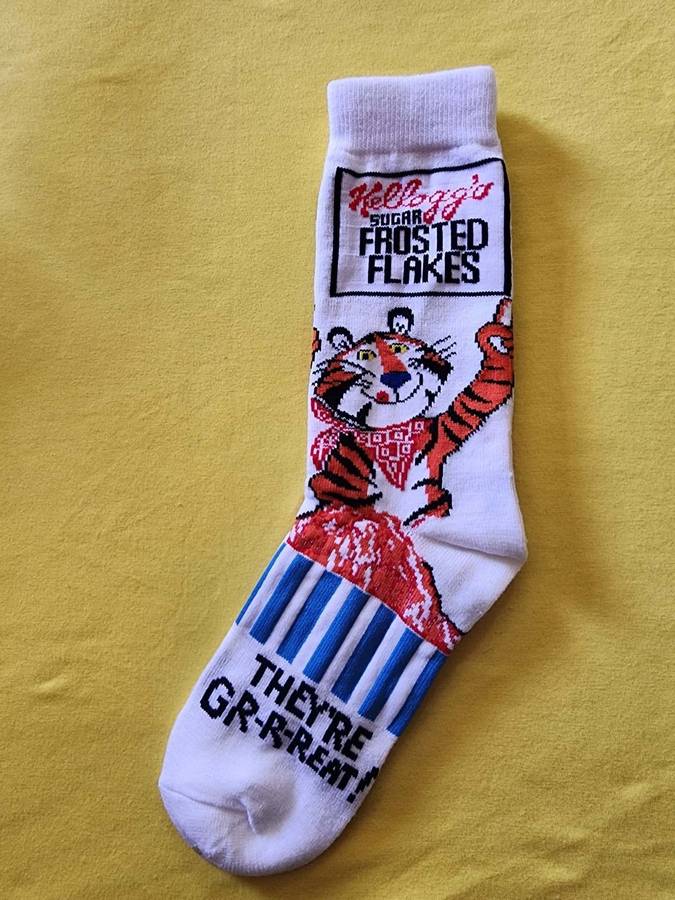 Kellogg's
SUGAR
FROSTED
FLAKES
THEY'RE
GR-R-REAT!